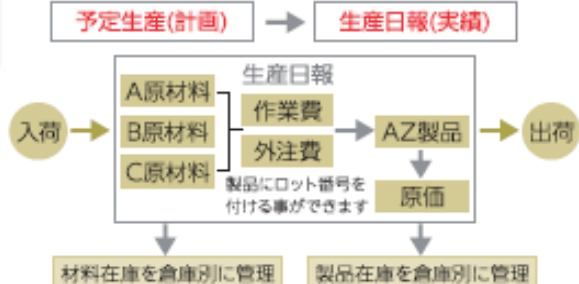 予定生産(計画)
生産日報(実績)
生産日報
入荷
A原材料
B原材料
C原材料
作業費
外注費
AZ製品
出荷
製品にロット番号を
付ける事ができます
原価
材料在庫を倉庫別に管理
製品在庫を倉庫別に管理